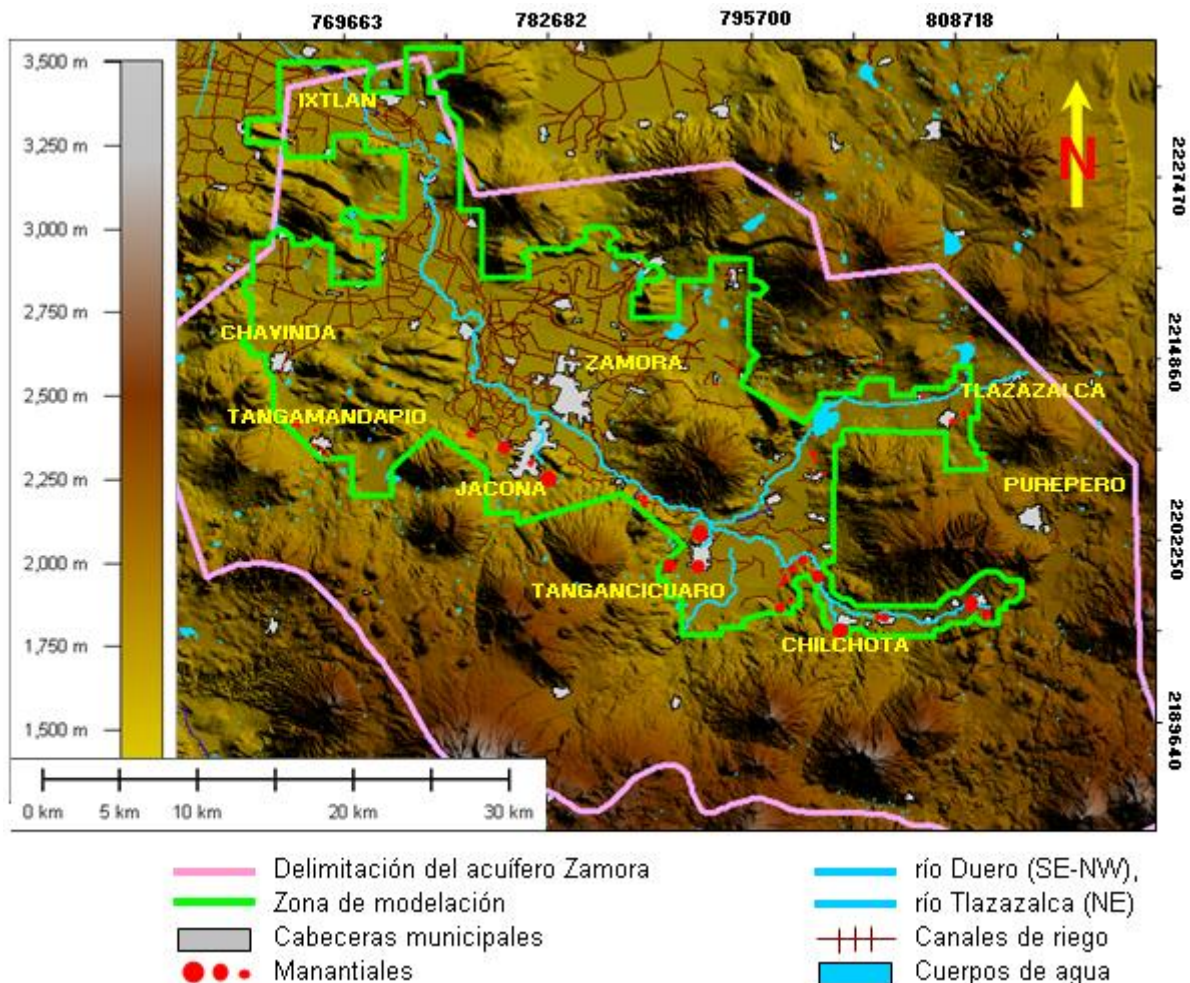 769663
782682
795700
808718
3,500 m
3,250 m
3,000 m
2,750 m
2,500 m
2,250 m
2,000 m
1,750 m
1,500 m
IXTLAN
N
2227470
CHAVINDA
ZAMORA
2214860
TLAZAZALCA
TANGAMANDAPIO
JACONA
PUREPERO
2202250
TANGANCICUARO
CHILCHOTA
2189640
0 km
5 km
10 km
20 km
30 km
Delimitación del acuífero Zamora
Zona de modelación
Cabeceras municipales
Manantiales
río Duero (SE-NW),
río Tlazazalca (NE)
Canales de riego
Cuerpos de agua